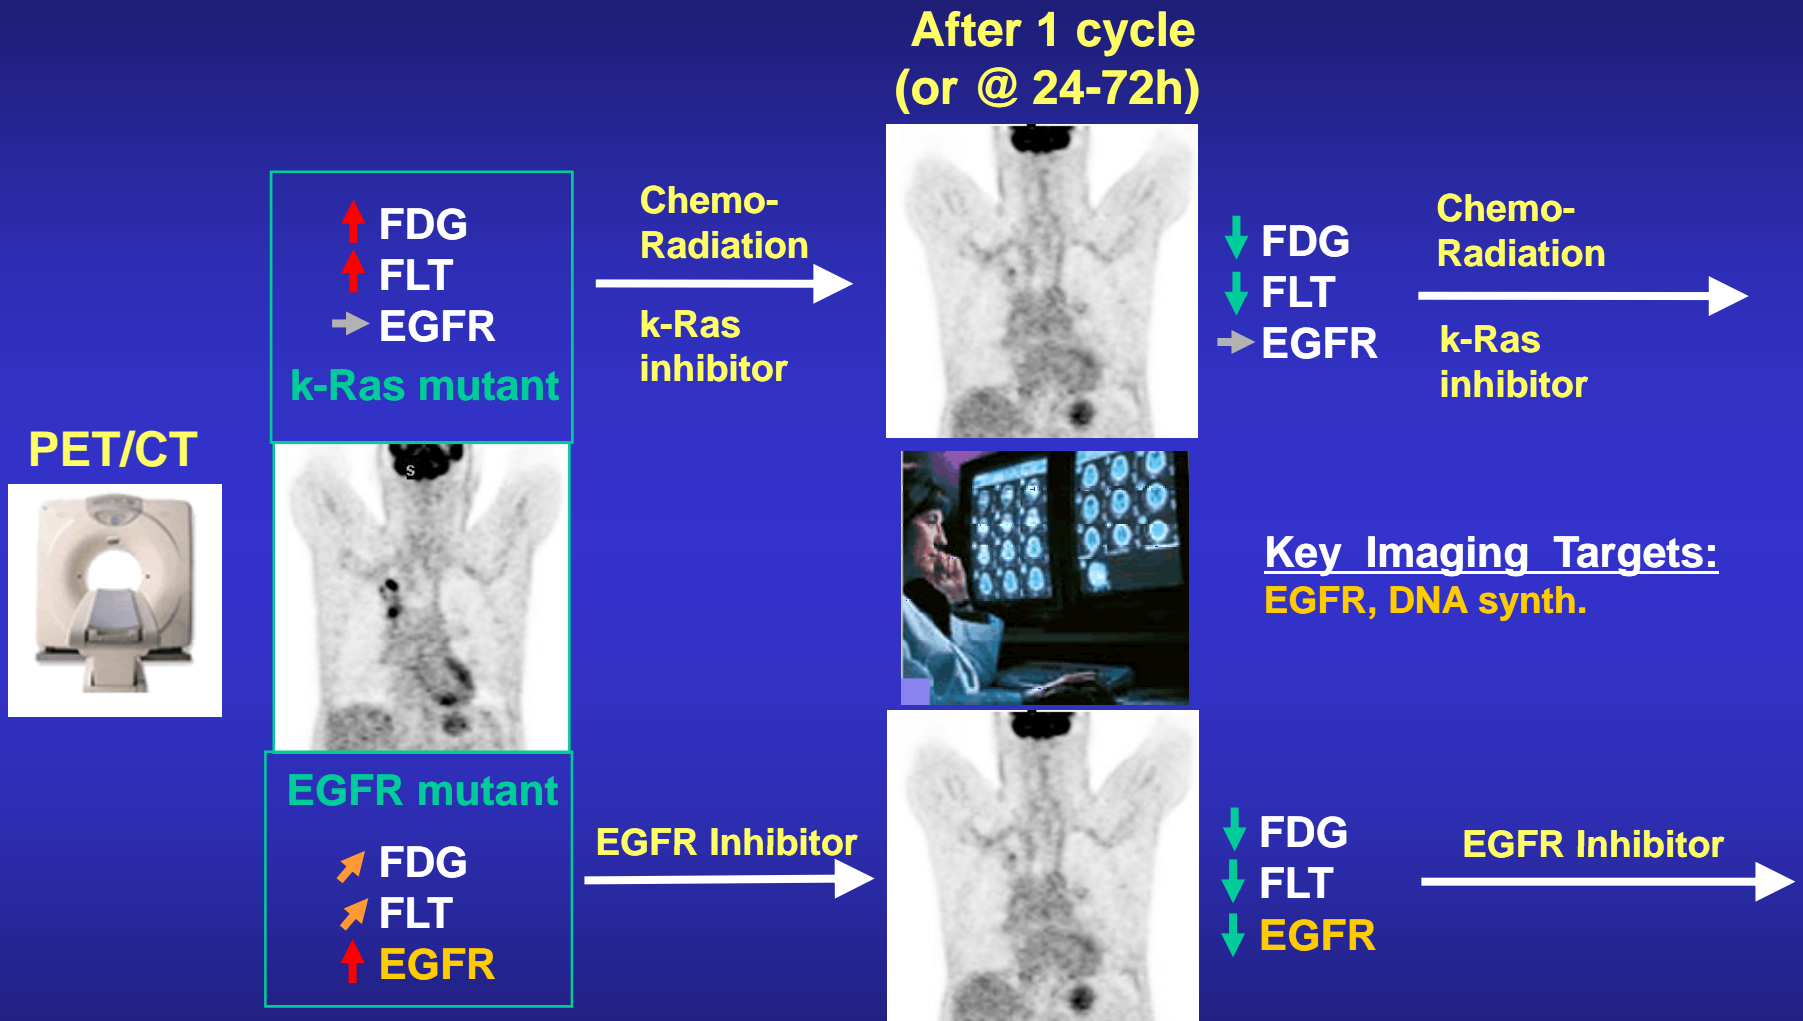 After 1 cycle
(or @ 24-72h)
FDG
FLT
EGFR
k-Ras mutant
Chemo-
Radiation
k-Ras
inhibitor
FDG
FLT
EGFR
Chemo-
Radiation
k-Ras
inhibitor
PET/CT
S
Key Imaging Targets:
EGFR, DNA synth.
EGFR mutant
FDG
FLT
EGFR
EGFR Inhibitor
FDG
FLT
EGFR
EGFR Inhibitor